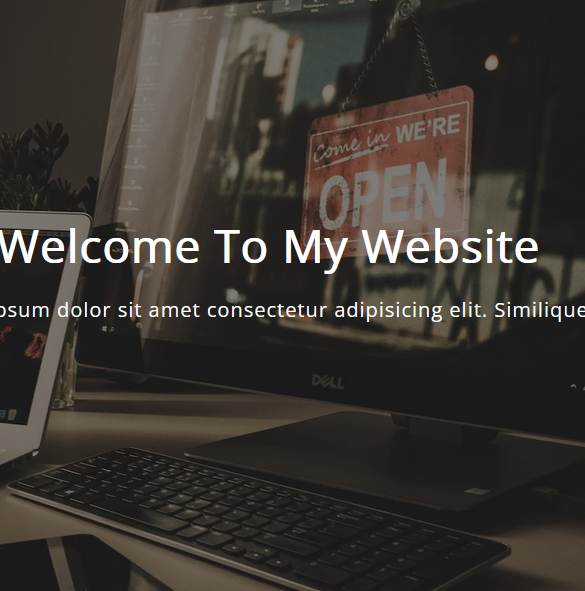 Come in WE'RE
OPEN
Welcome To My Website
psum dolor sit amet consectetur adipisicing elit. Similique
DELL